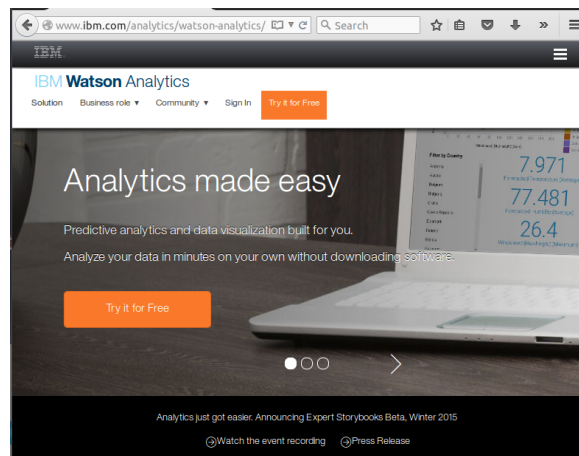 www.ibm.com/analytics/watson-analytics/
Search
IBM
IBM Watson Analytics
Solution Business role Community Sign In Try it for Free
Filter by Country
7.971
77.481
26.4
Analytics made easy
Predictive analytics and data visualization built for you.
Analyze your data in minutes on your own without downloading software.
Try it for Free
Analytics just got easier. Announcing Expert Storybooks Beta, Winter 2015
Watch the event recording Press Release